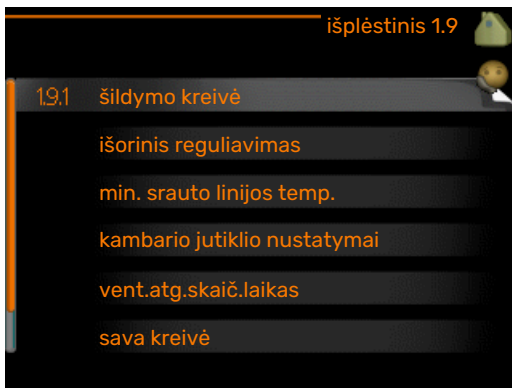 išplėstinis 1.9
1.9.1 šildymo kreivė
išorinis reguliavimas
min. srauto linijos temp.
kambario jutiklio nustatymai
vent.atg.skaič.laikas
sava kreivė